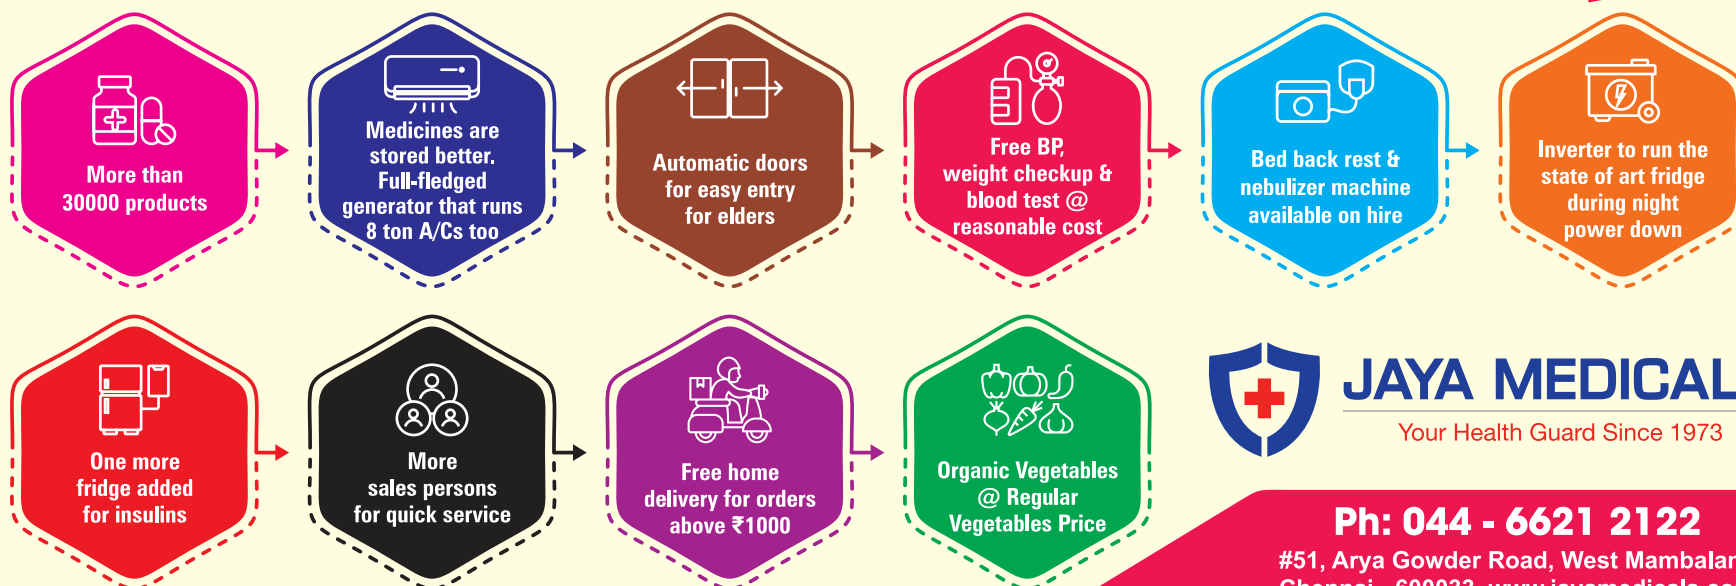 More than
30000 products
Medicines are
stored better.
Full-fledged
generator that runs
8 ton A/Cs too
Automatic doors
for easy entry
for elders
Free BP,
weight checkup &
blood test @
reasonable cost
Bed back rest &
nebulizer machine
available on hire
Inverter to run the
state of art fridge
during night
power down
One more
fridge added
for insulins
More
sales persons
for quick service
Free home
delivery for orders
above ₹1000
Organic Vegetables
@ Regular
Vegetables Price
JAYA MEDICAL
Your Health Guard Since 1973
Ph: 044 - 6621 2122
#51, Arya Gowder Road, West Mambalam
Chennai - 600033